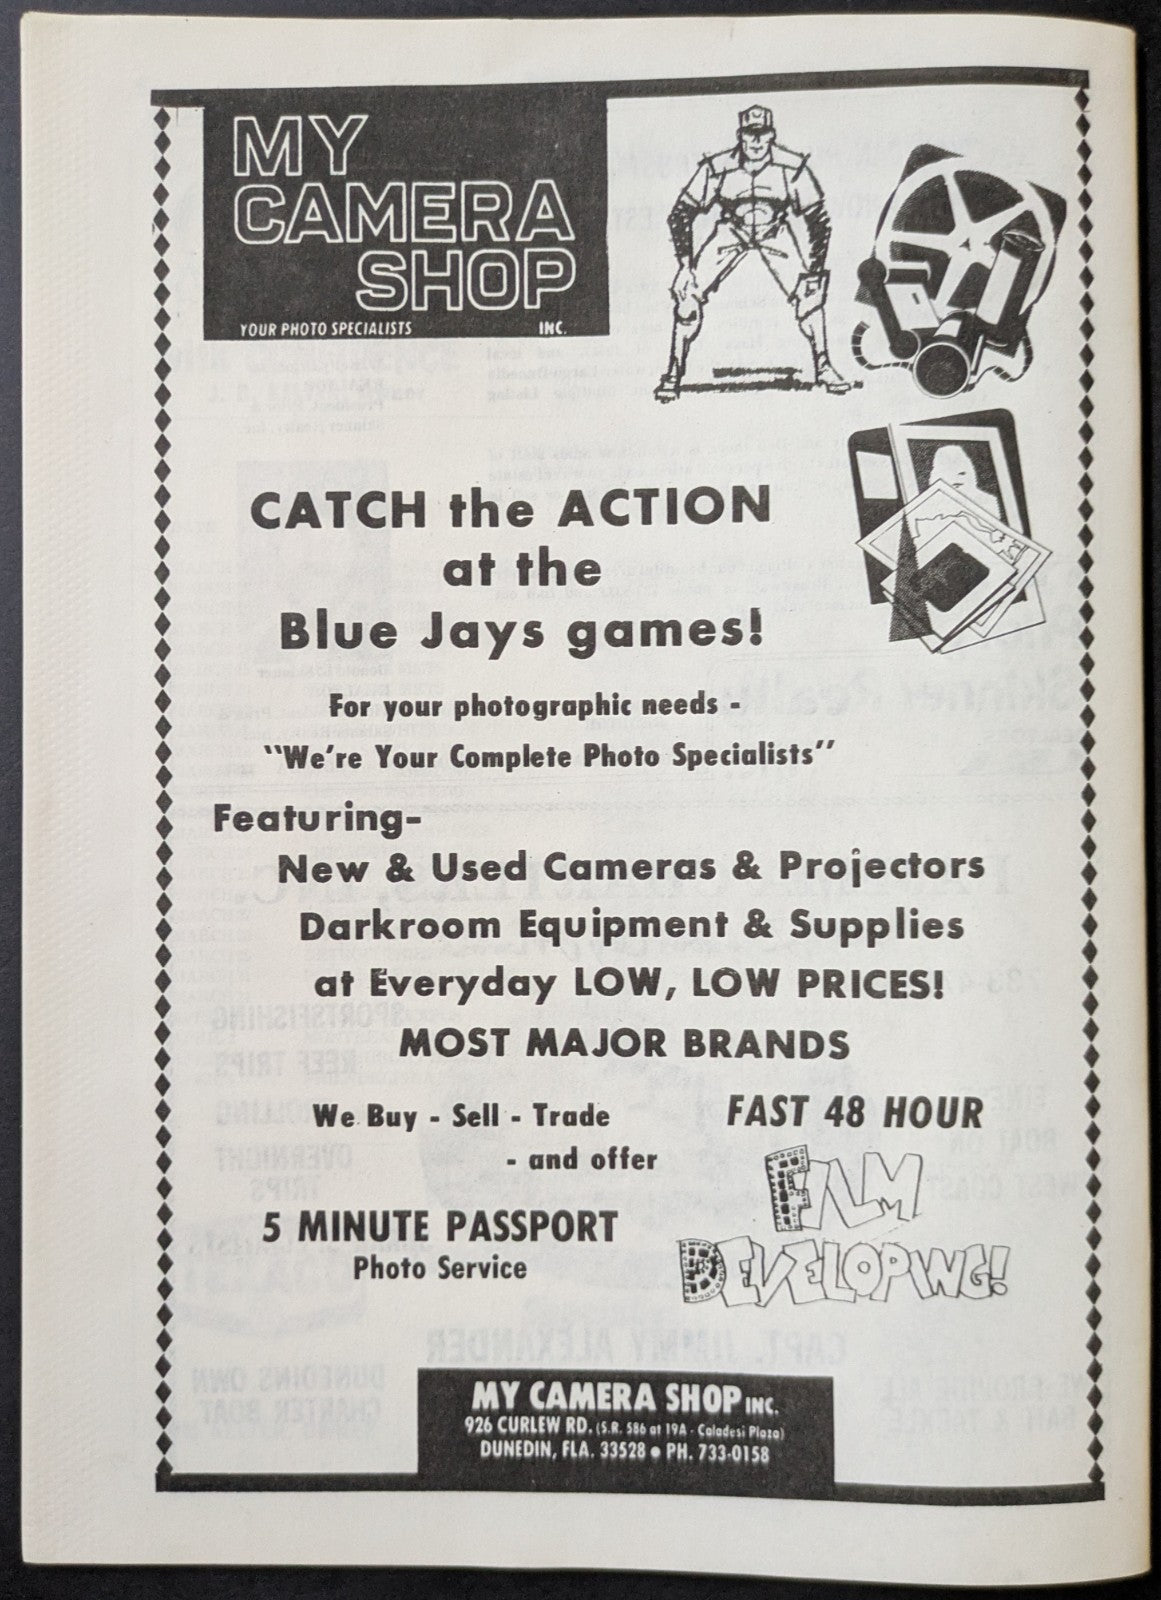 MY
CAMERA
SHOP
YOUR PHOTO SPECIALISTS INC.
CATCH the ACTION
at the
Blue Jays games!
For your photographic needs -
"We're Your Complete Photo Specialists"
Featuring-
New & Used Cameras & Projectors
Darkroom Equipment & Supplies
at Everyday LOW, LOW PRICES!
MOST MAJOR BRANDS
We Buy - Sell - Trade
- and offer
5 MINUTE PASSPORT
Photo Service
FAST 48 HOUR
FILM
DEVELOPING!
MY CAMERA SHOP INC.
926 CURLEW RD. (S.R. 586 at 19A - Caladesi Plaza)
DUNEDIN, FLA. 33528 • PH. 733-0158